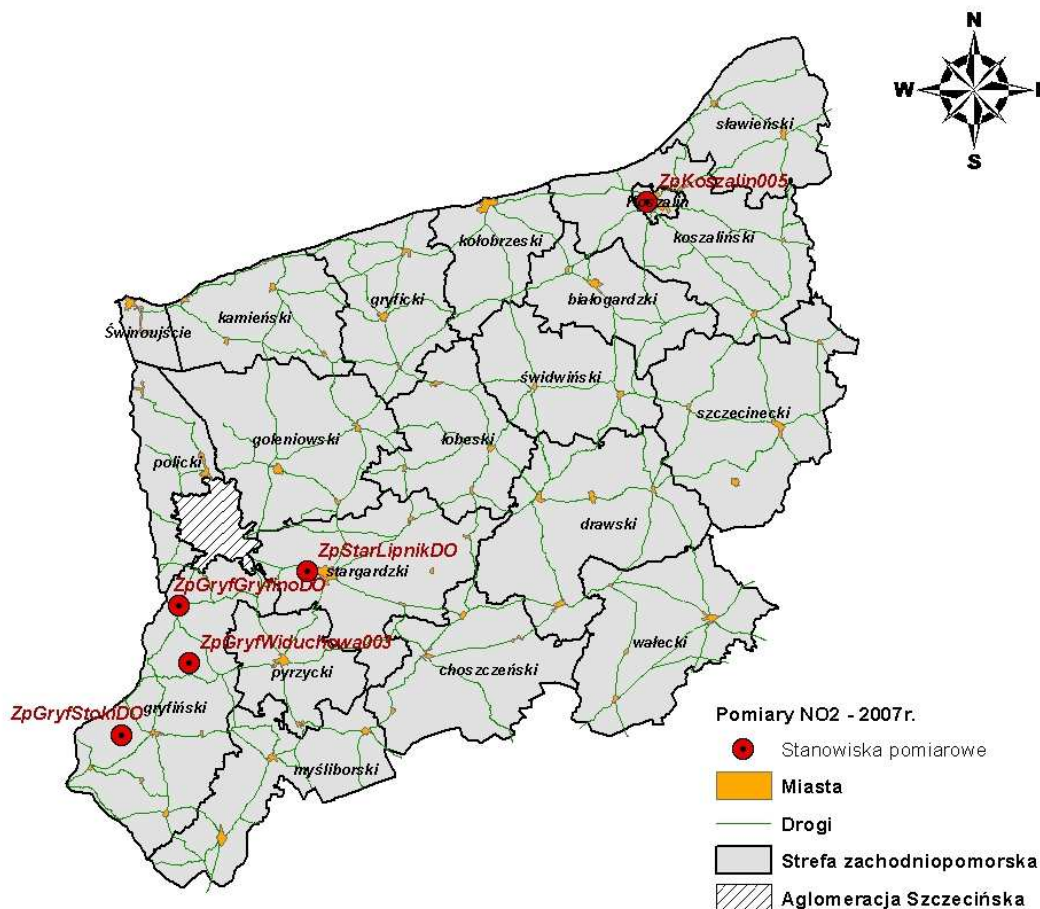 N
W
S
sławieński
ZpKoszalin005
Koszalin
koszaliński
kołobrzeski
białogardzki
gryficki
kamieński
Świnoujście
świdwiński
szczecinecki
goleniowski
łobeski
policki
drawski
ZpStarLipnikDO
stargardzki
ZpGryfGryfinoDO
ZpGryfWiduchowa003
pyrzycki
choszczeński
wałecki
ZpGryfStokiDO
gryfiński
myśliborski
Pomiary NO2 - 2007r.
Stanowiska pomiarowe
Miasta
Drogi
Strefa zachodniopomorska
Aglomeracja Szczecińska